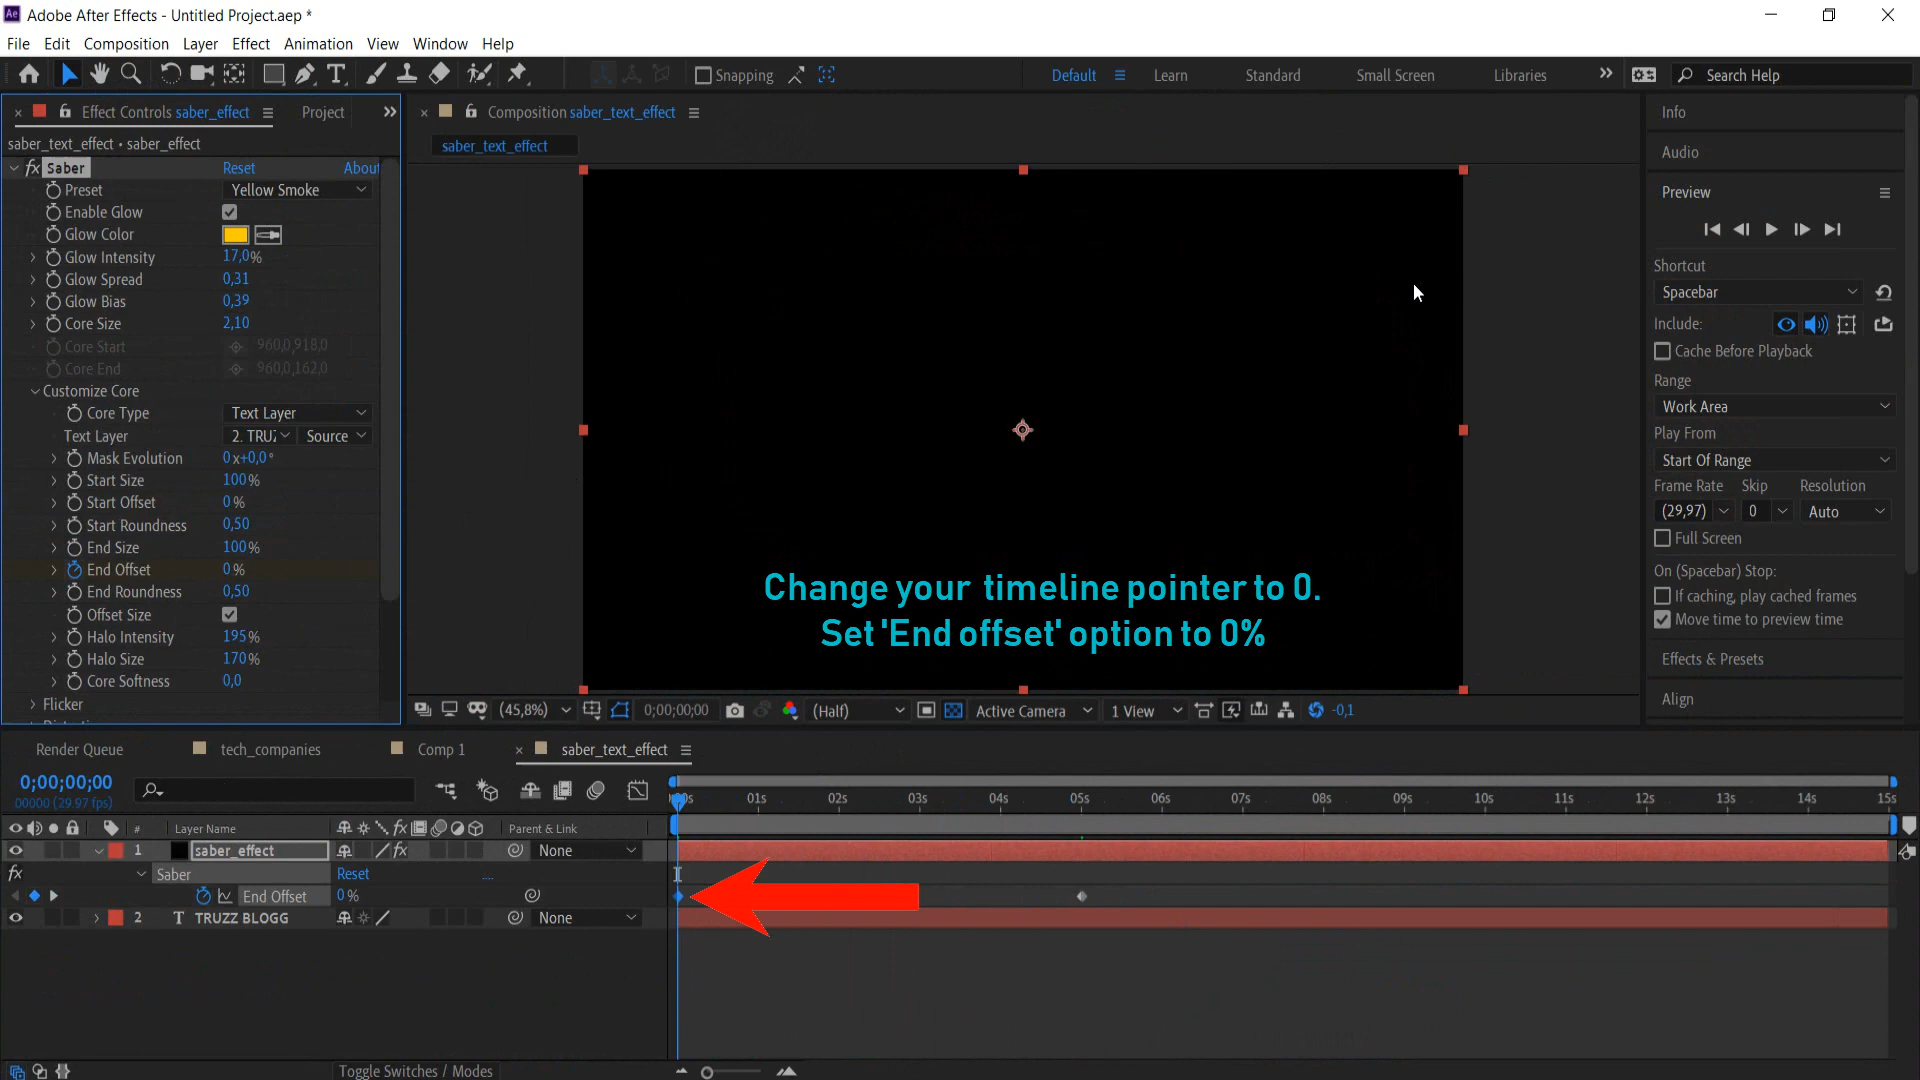 Ae Adobe After Effects - Untitled Project.aep *
File Edit Composition Layer Effect Animation View Window Help
Snapping Default Learn Standard Small Screen Libraries Search Help
Effect Controls saber_effect Project
saber_text_effect • saber_effect
fx Saber Reset About
Preset Yellow Smoke
Enable Glow
Glow Color
Glow Intensity 17,0%
Glow Spread 0,31
Glow Bias 0,39
Core Size 2,10
Core Start 960,0,918,0
Core End 960,0,162,0
Customize Core
Core Type Text Layer
Text Layer 2. TRUZ Source
Mask Evolution 0x+0,0°
Start Size 100%
Start Offset 0%
Start Roundness 0,50
End Size 100%
End Offset 0%
End Roundness 0,50
Offset Size
Halo Intensity 195%
Halo Size 170%
Core Softness 0,0
Flicker
Composition saber_text_effect
saber_text_effect
Change your timeline pointer to 0.
Set 'End offset' option to 0%
(45,8%) 0;00;00;00 (Half) Active Camera 1 View -0,1
Info
Audio
Preview
Shortcut
Spacebar
Include:
Cache Before Playback
Range
Work Area
Play From
Start Of Range
Frame Rate Skip Resolution
(29,97) 0 Auto
Full Screen
On (Spacebar) Stop:
If caching, play cached frames
Move time to preview time
Effects & Presets
Align
Render Queue tech_companies Comp 1 saber_text_effect
0;00;00;00
00000 (29.97 fps)
01s 02s 03s 04s 05s 06s 07s 08s 09s 10s 11s 12s 13s 14s 15s
# Layer Name fx Parent & Link
1 saber_effect fx None
fx Saber Reset ....
End Offset 0%
2 T TRUZZ BLOGG None
Toggle Switches / Modes